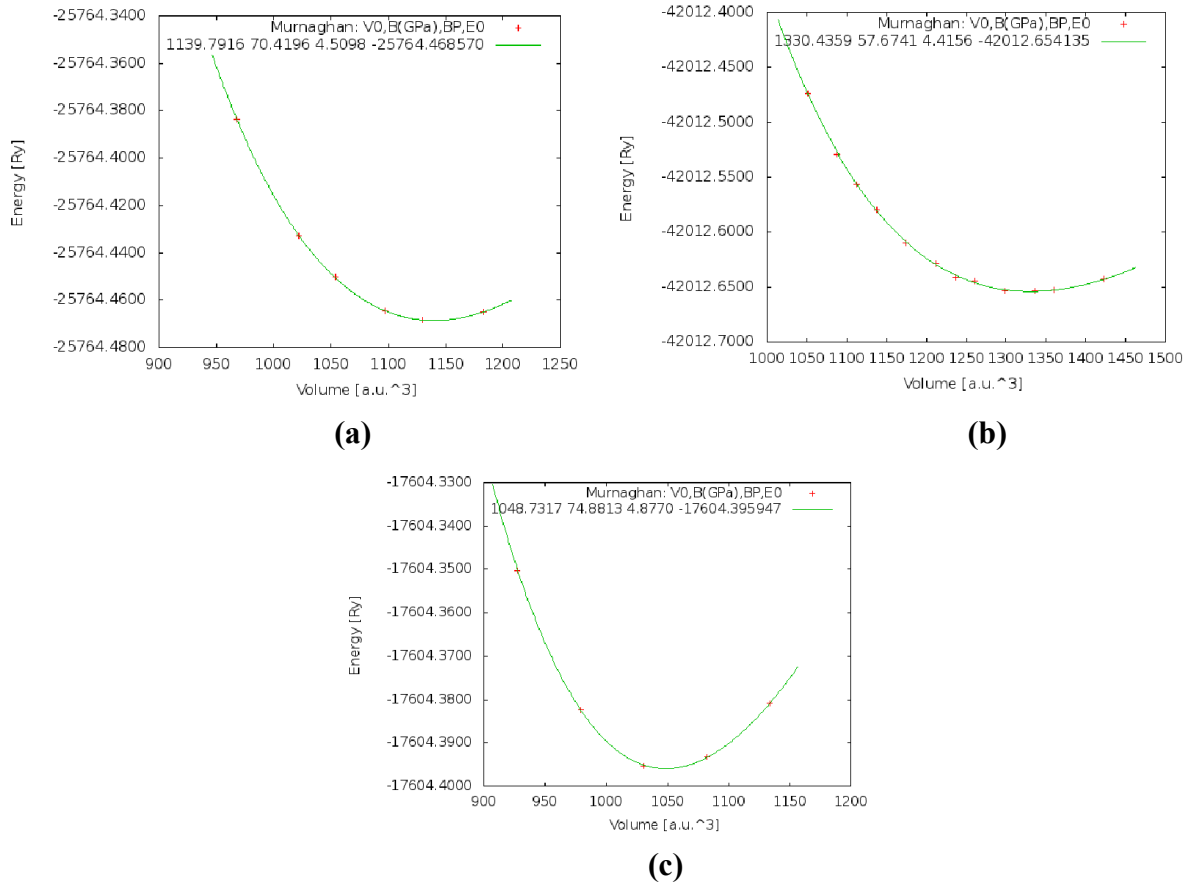 Murnaghan: V0,B(GPa),BP,E0
1139.7916 70.4196 4.5098 -25764.468570
-25764.3400
-25764.3600
-25764.3800
-25764.4000
-25764.4200
-25764.4400
-25764.4600
-25764.4800
Energy [Ry]
900 950 1000 1050 1100 1150 1200 1250
Volume [a.u.^3]
(a)
Murnaghan: V0,B(GPa),BP,E0
1330.4359 57.6741 4.4156 -42012.654135
-42012.4000
-42012.4500
-42012.5000
-42012.5500
-42012.6000
-42012.6500
-42012.7000
Energy [Ry]
1000 1050 1100 1150 1200 1250 1300 1350 1400 1450 1500
Volume [a.u.^3]
(b)
Murnaghan: V0,B(GPa),BP,E0
1048.7317 74.8813 4.8770 -17604.395947
-17604.3300
-17604.3400
-17604.3500
-17604.3600
-17604.3700
-17604.3800
-17604.3900
-17604.4000
Energy [Ry]
900 950 1000 1050 1100 1150 1200
Volume [a.u.^3]
(c)